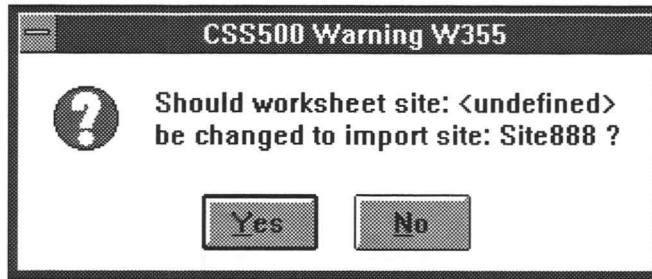 CSS500 Warning W355
Should worksheet site: <undefined>
be changed to import site: Site888 ?
Yes
No